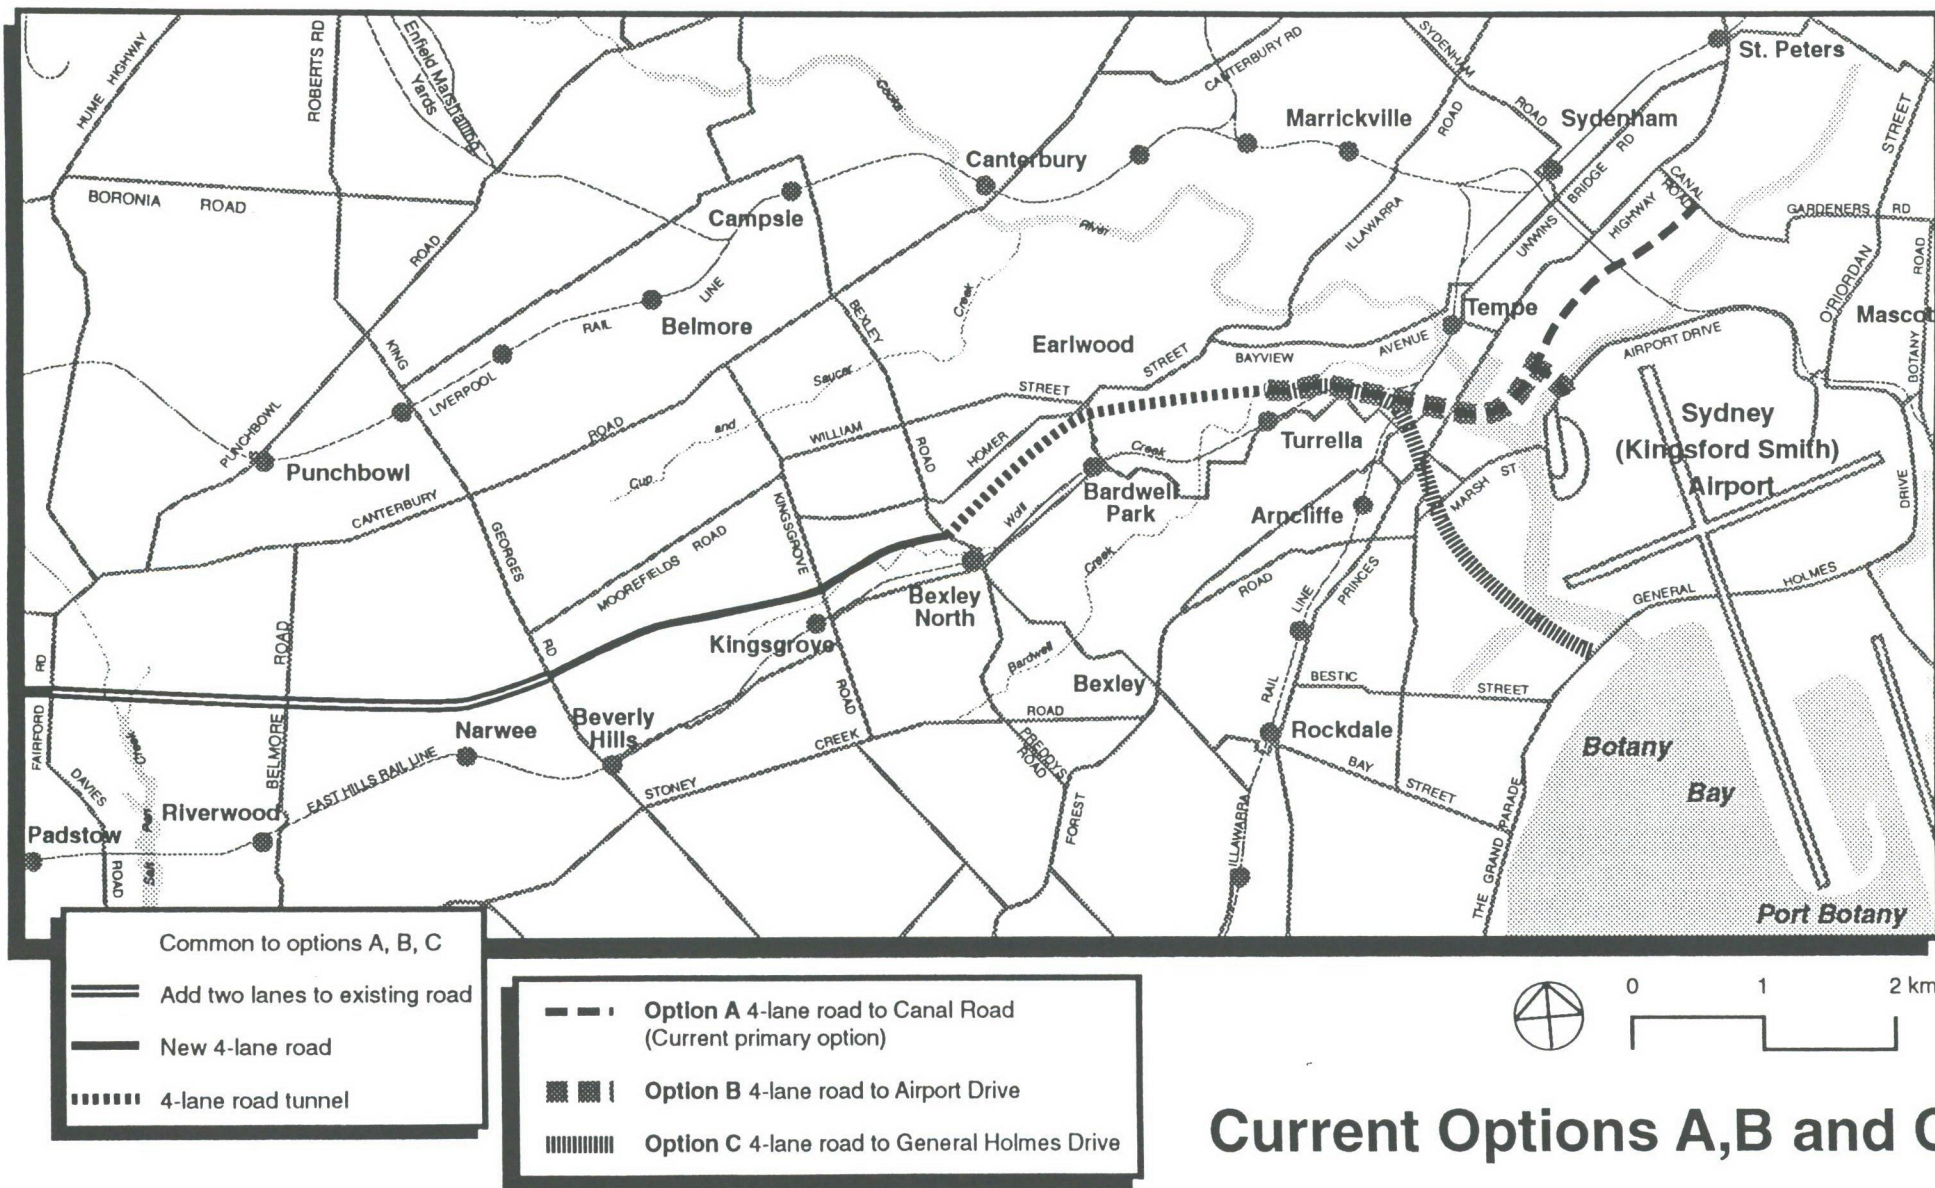 HUME HIGHWAY
ROBERTS RD
Enfield Marshalling
Yards
Cooks
CANTERBURY RD
SYDENHAM
ROAD
St. Peters
Marrickville
ROAD
Sydenham
STREET
Canterbury
UNWINS BRIDGE RD
CANAL
ROAD
BORONIA ROAD
Campsie
River
ILLAWARRA
HIGHWAY
GARDENERS RD
ROAD
ROAD
O'RIORDAN
LINE
RAIL
Belmore
BEXLEY
Creek
Tempe
Mascot
KING
Earlwood
STREET
BAYVIEW
AVENUE
AIRPORT DRIVE
BOTANY
LIVERPOOL
Saucer
STREET
PUNCHBOWL
ROAD
and
WILLIAM
ROAD
HOMER
Creek
Turrella
Sydney
(Kingsford Smith)
Airport
Punchbowl
Cup
Bardwell
Park
Wolli
MARSH ST
CANTERBURY
GEORGES
MOOREFIELDS ROAD
KINGSGROVE
Arncliffe
DRIVE
Creek
Bexley
North
ROAD
LINE
PRINCES
GENERAL HOLMES
RD
ROAD
RD
Kingsgrove
Bardwell
Bexley
BESTIC STREET
RAIL
FAIRFORD
Creek
BELMORE
Narwee
Beverly
Hills
ROAD
CREEK
ROAD
PREDDYS
ROAD
Rockdale
Botany
Bay
DAVIES
EAST HILLS RAIL LINE
STONEY
BAY STREET
Riverwood
Padstow
ROAD
Salt Pan
FOREST
ILLAWARRA
THE GRAND PARADE
Port Botany
Common to options A, B, C
Add two lanes to existing road
New 4-lane road
4-lane road tunnel
Option A 4-lane road to Canal Road
(Current primary option)
Option B 4-lane road to Airport Drive
Option C 4-lane road to General Holmes Drive
0 1 2 km
Current Options A,B and C